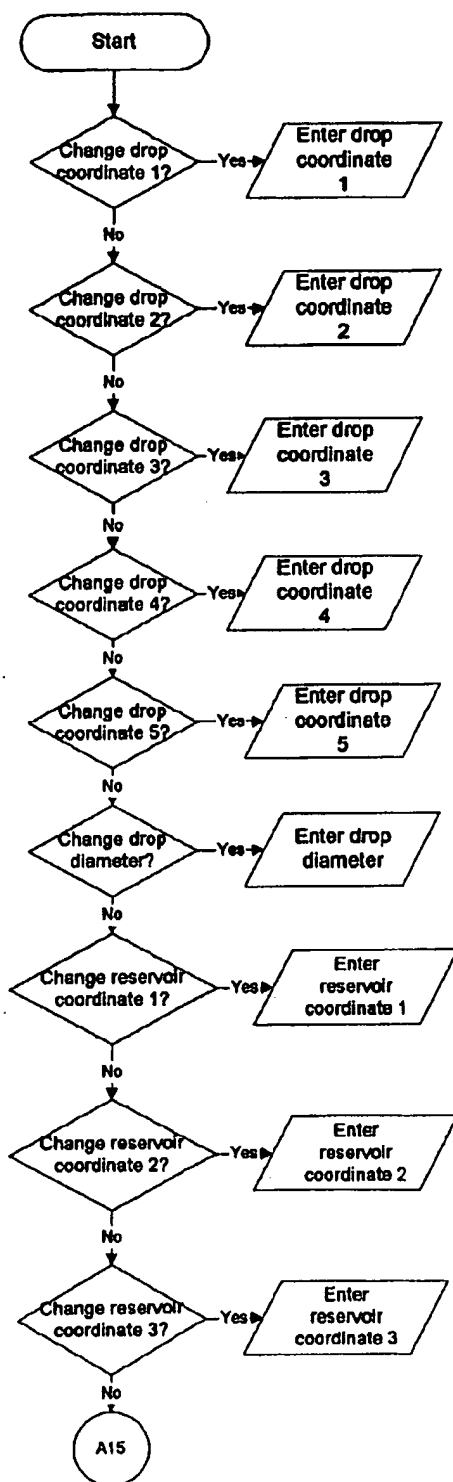 Start
Change drop
coordinate 1?
Yes
Enter drop
coordinate
1
No
Change drop
coordinate 2?
Yes
Enter drop
coordinate
2
No
Change drop
coordinate 3?
Yes
Enter drop
coordinate
3
No
Change drop
coordinate 4?
Yes
Enter drop
coordinate
4
No
Change drop
coordinate 5?
Yes
Enter drop
coordinate
5
No
Change drop
diameter?
Yes
Enter drop
diameter
No
Change reservoir
coordinate 1?
Yes
Enter
reservoir
coordinate 1
No
Change reservoir
coordinate 2?
Yes
Enter
reservoir
coordinate 2
No
Change reservoir
coordinate 3?
Yes
Enter
reservoir
coordinate 3
No
A15